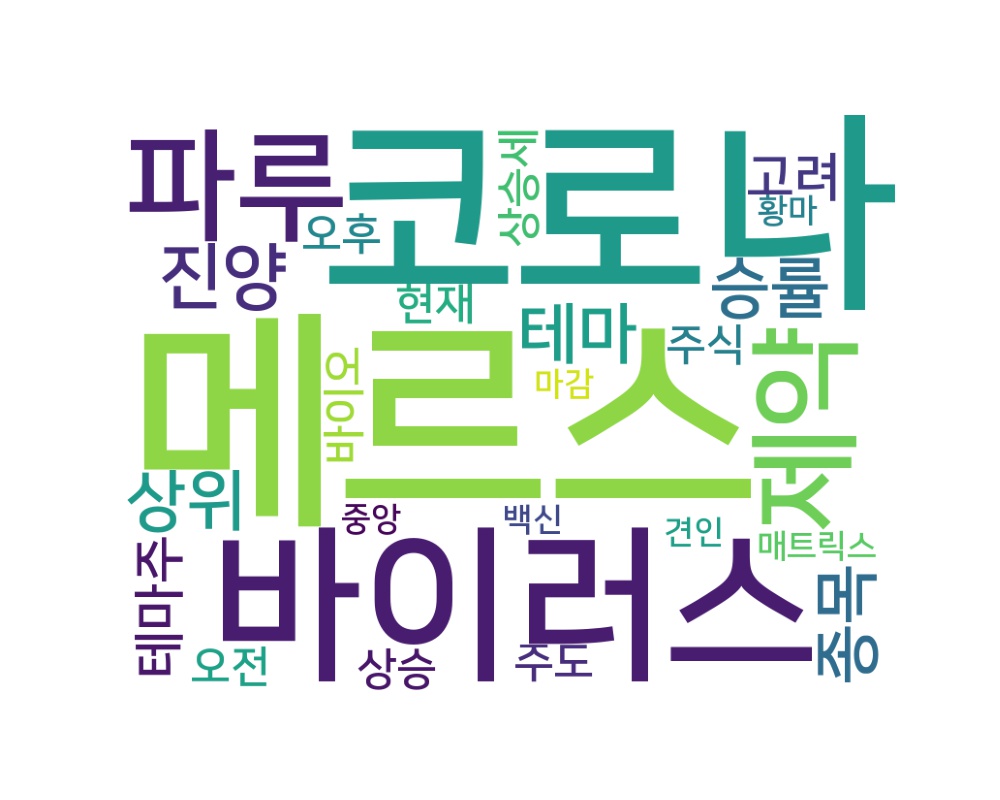 파루
코로나
상승세
고려
황마
오후
진양
현재
승률
테마
주식
메르스
바이오
마감
제약
상위
중앙
백신
견인
매트릭스
테마주
바이러스
종목
오전
상승
주도